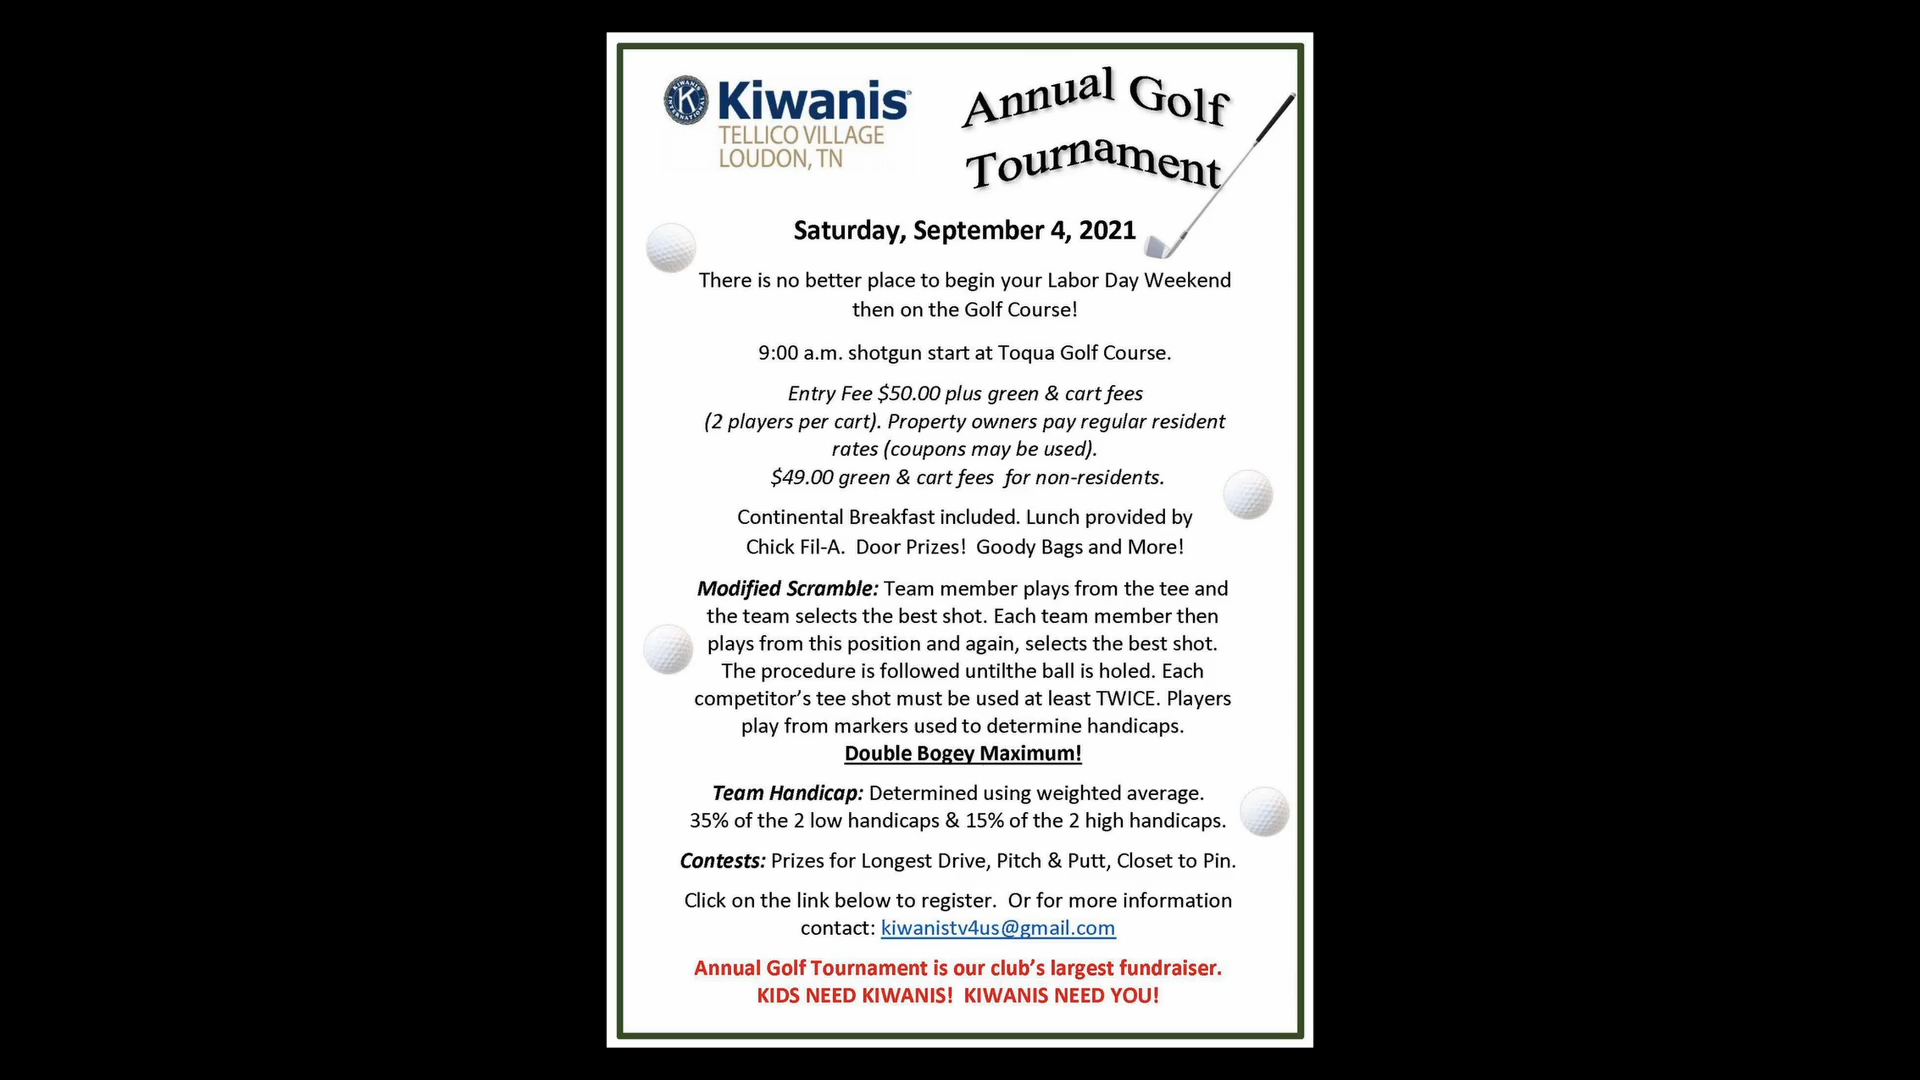 Kiwanis
TELLICO VILLAGE
LOUDON, TN
Annual Golf
Tournament
KIWANIS
K
INTERNATIONAL
Saturday, September 4, 2021
There is no better place to begin your Labor Day Weekend
then on the Golf Course!
9:00 a.m. shotgun start at Toqua Golf Course.
Entry Fee $50.00 plus green & cart fees
(2 players per cart). Property owners pay regular resident
rates (coupons may be used).
$49.00 green & cart fees for non-residents.
Continental Breakfast included. Lunch provided by
Chick Fil-A. Door Prizes! Goody Bags and More!
Modified Scramble: Team member plays from the tee and
the team selects the best shot. Each team member then
plays from this position and again, selects the best shot.
The procedure is followed untilthe ball is holed. Each
competitor's tee shot must be used at least TWICE. Players
play from markers used to determine handicaps.
Double Bogey Maximum!
Team Handicap: Determined using weighted average.
35% of the 2 low handicaps & 15% of the 2 high handicaps.
Contests: Prizes for Longest Drive, Pitch & Putt, Closet to Pin.
Click on the link below to register. Or for more information
contact: kiwanistv4us@gmail.com
Annual Golf Tournament is our club's largest fundraiser.
KIDS NEED KIWANIS! KIWANIS NEED YOU!